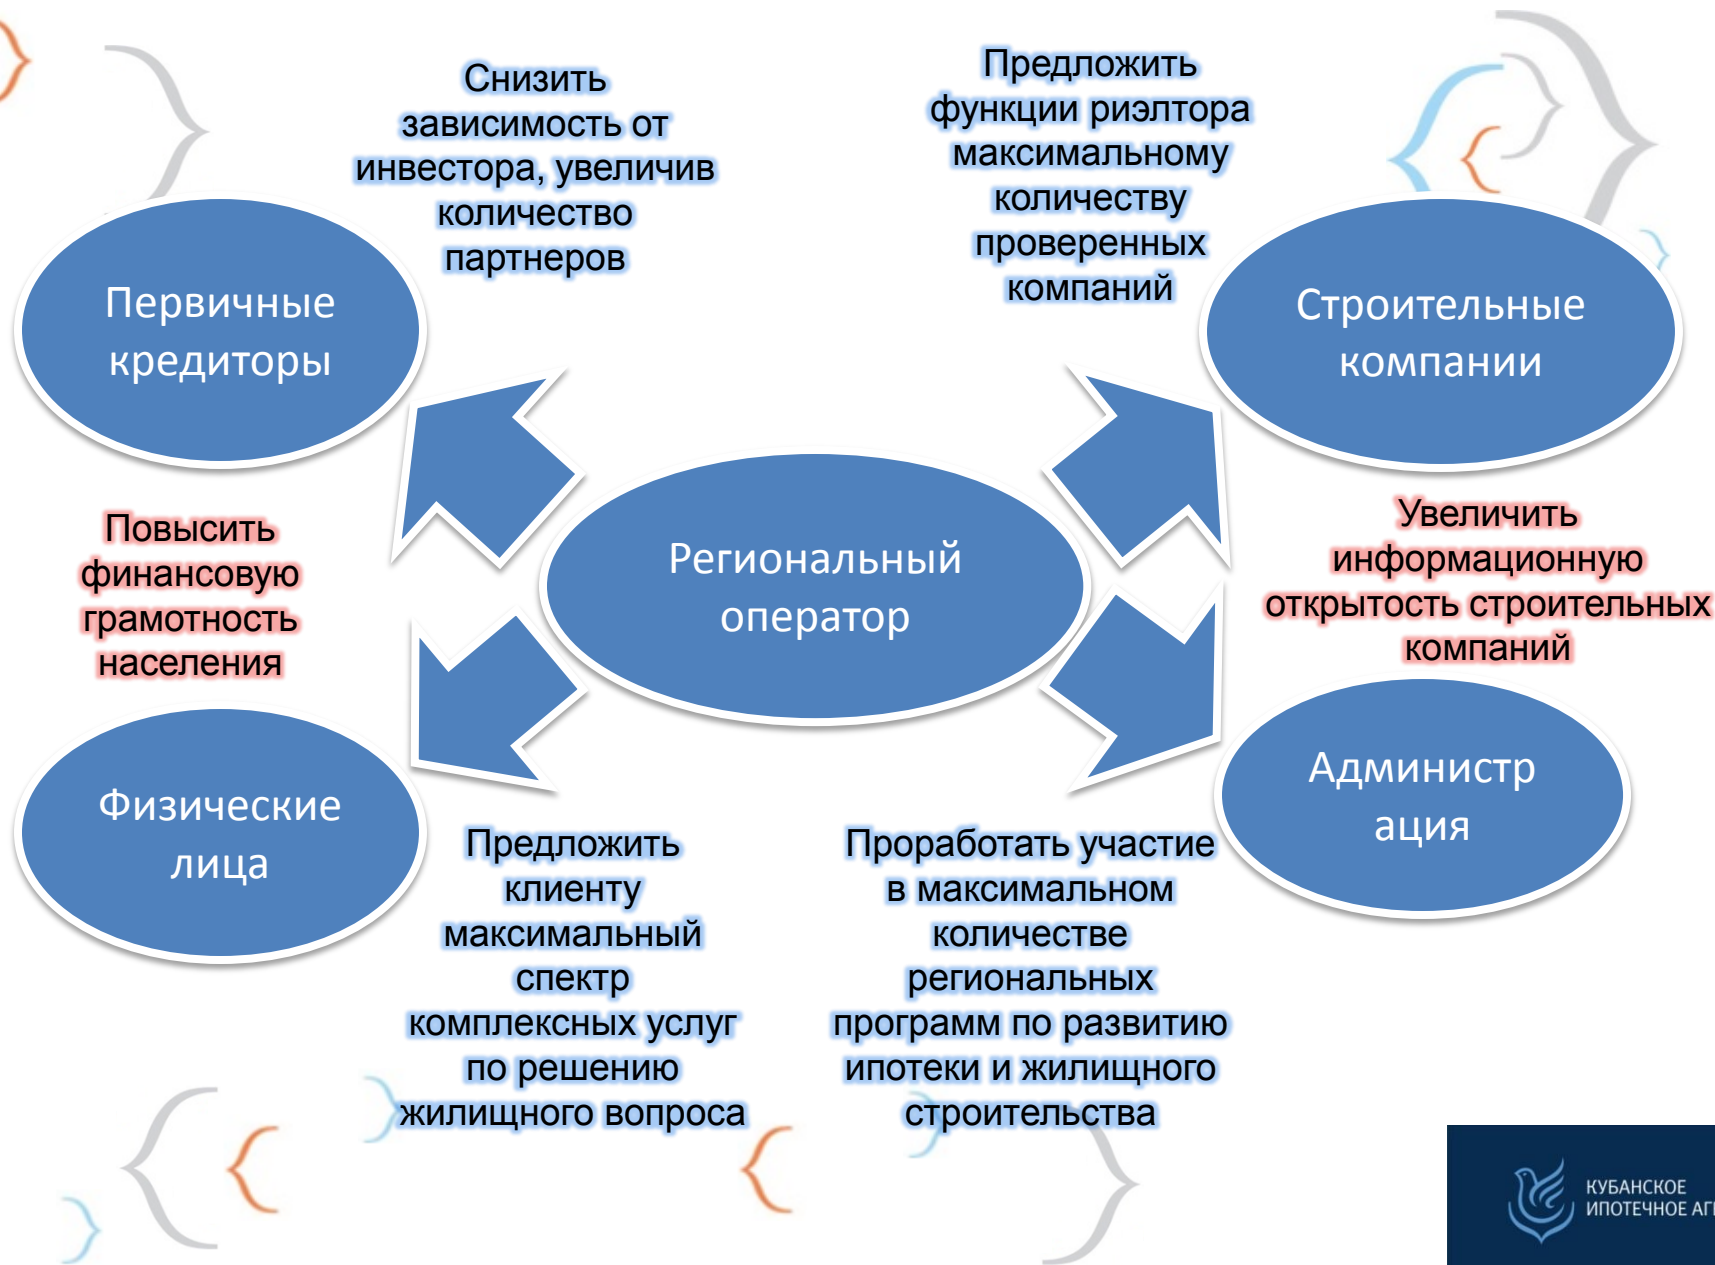 Снизить
зависимость от
инвестора, увеличив
количество
партнеров
Предложить
функции риэлтора
максимальному
количеству
проверенных
компаний
Первичные
кредиторы
Строительные
компании
Повысить
финансовую
грамотность
населения
Региональный
оператор
Увеличить
информационную
открытость строительных
компаний
Физические
лица
Администр
ация
Предложить
клиенту
максимальный
спектр
комплексных услуг
по решению
жилищного вопроса
Проработать участие
в максимальном
количестве
региональных
программ по развитию
ипотеки и жилищного
строительства
КУБАНСКОЕ
ИПОТЕЧНОЕ